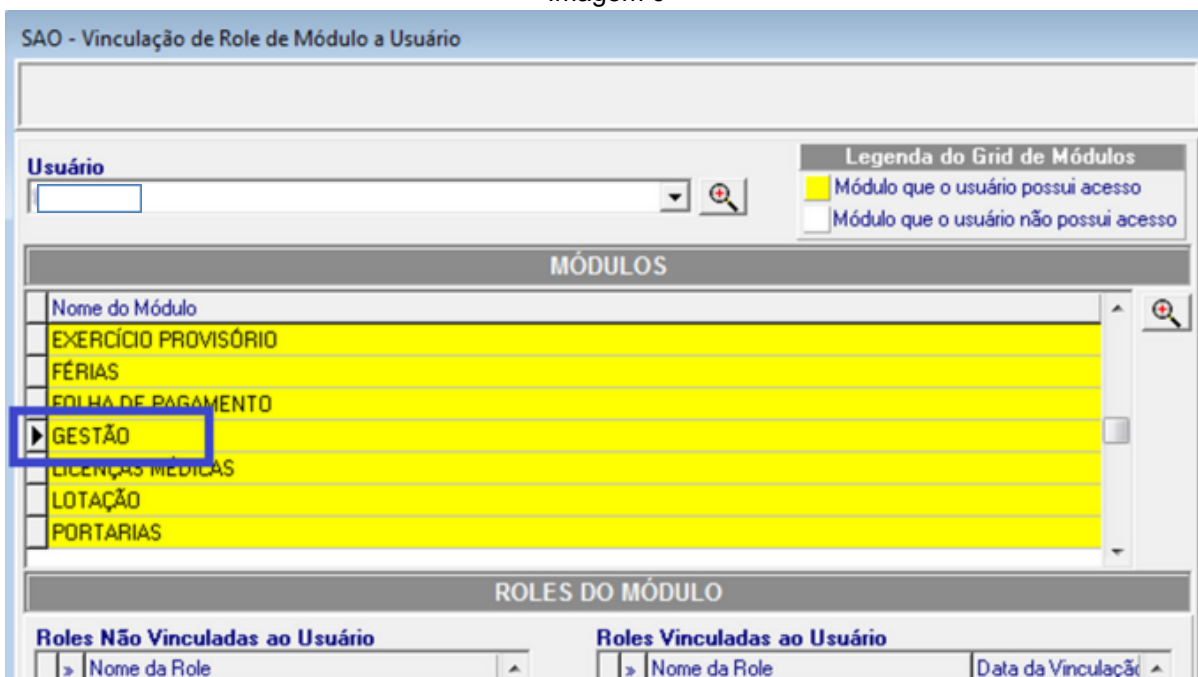 SAO - Vinculação de Role de Módulo a Usuário
Usuário
Legenda do Grid de Módulos
Módulo que o usuário possui acesso
Módulo que o usuário não possui acesso
MÓDULOS
Nome do Módulo
EXERCÍCIO PROVISÓRIO
FÉRIAS
FOLHA DE PAGAMENTO
GESTÃO
LICENÇAS MÉDICAS
LOTAÇÃO
PORTARIAS
ROLES DO MÓDULO
Roles Não Vinculadas ao Usuário
» Nome da Role
Roles Vinculadas ao Usuário
» Nome da Role Data da Vinculaçã